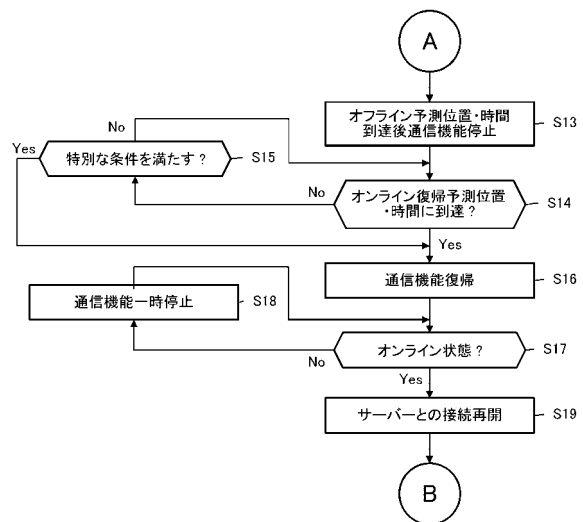 A
オフライン予測位置・時間
到達後通信機能停止
S13
No
Yes
特別な条件を満たす？
S15
No
オンライン復帰予測位置
・時間に到達？
S14
Yes
通信機能復帰
S16
通信機能一時停止
S18
オンライン状態？
S17
No
Yes
サーバーとの接続再開
S19
B